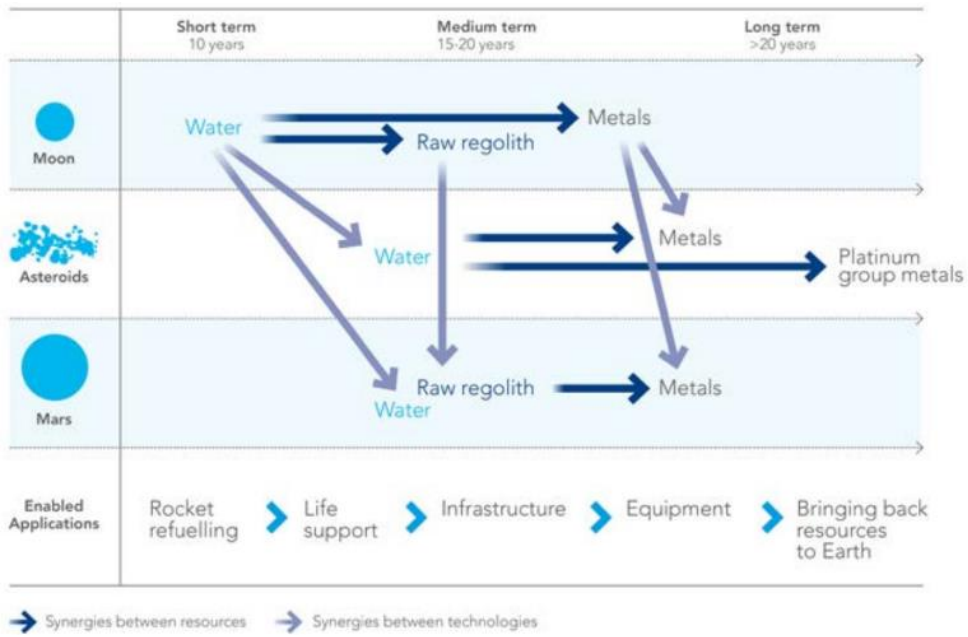 Short term
10 years
Medium term
15-20 years
Long term
>20 years
Moon
Water
Raw regolith
Metals
Asteroids
Water
Metals
Platinum
group metals
Mars
Raw regolith
Water
Metals
Enabled
Applications
Rocket
refuelling
Life
support
Infrastructure
Equipment
Bringing back
resources
to Earth
Synergies between resources
Synergies between technologies